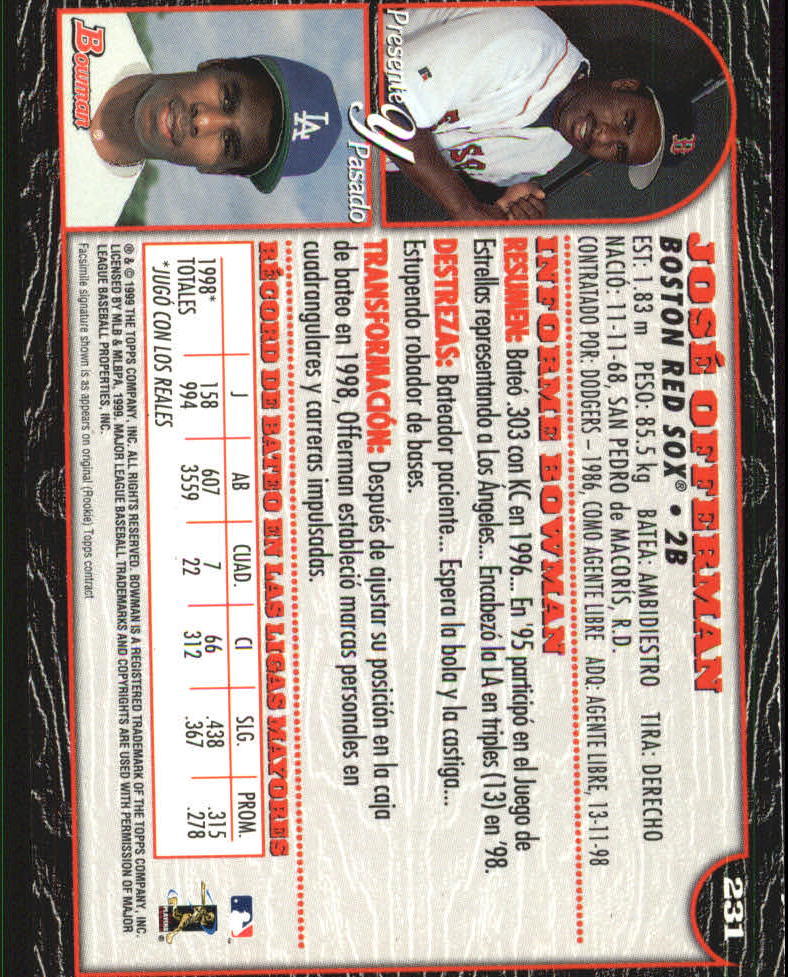 231
JOSÉ OFFERMAN
BOSTON RED SOX® • 2B
EST: 1.83 m PESO: 85.5 kg BATEA: AMBIDIESTRO TIRA: DERECHO
NACIÓ: 11-11-68, SAN PEDRO de MACORÍS, R.D.
CONTRATADO POR: DODGERS – 1986, COMO AGENTE LIBRE ADQ: AGENTE LIBRE, 13-11-98
INFORME BOWMAN
RESUMEN: Bateó .303 con KC en 1996... En '95 participó en el Juego de
Estrellas representando a Los Ángeles... Encabezó la LA en triples (13) en '98.
DESTREZAS: Bateador paciente... Espera la bola y la castiga...
Estupendo robador de bases.
TRANSFORMACIÓN: Después de ajustar su posición en la caja
de bateo en 1998, Offerman estableció marcas personales en
cuadrangulares y carreras impulsadas.
RÉCORD DE BATEO EN LAS LIGAS MAYORES
J AB CUAD. CI SLG. PROM.
1998* 158 607 7 66 .438 .315
TOTALES 994 3559 22 312 .367 .278
*JUGÓ CON LOS REALES
® & © 1999 THE TOPPS COMPANY, INC. ALL RIGHTS RESERVED. BOWMAN IS A REGISTERED TRADEMARK OF THE TOPPS COMPANY, INC.
LICENSED BY MLB & MLBPA, 1999. MAJOR LEAGUE BASEBALL TRADEMARKS AND COPYRIGHTS ARE USED WITH PERMISSION OF MAJOR
LEAGUE BASEBALL PROPERTIES, INC.
Facsimile signature shown is as appears on original (Rookie) Topps contract
Presente y Pasado
B
LA
Bowman®
PLAYERS